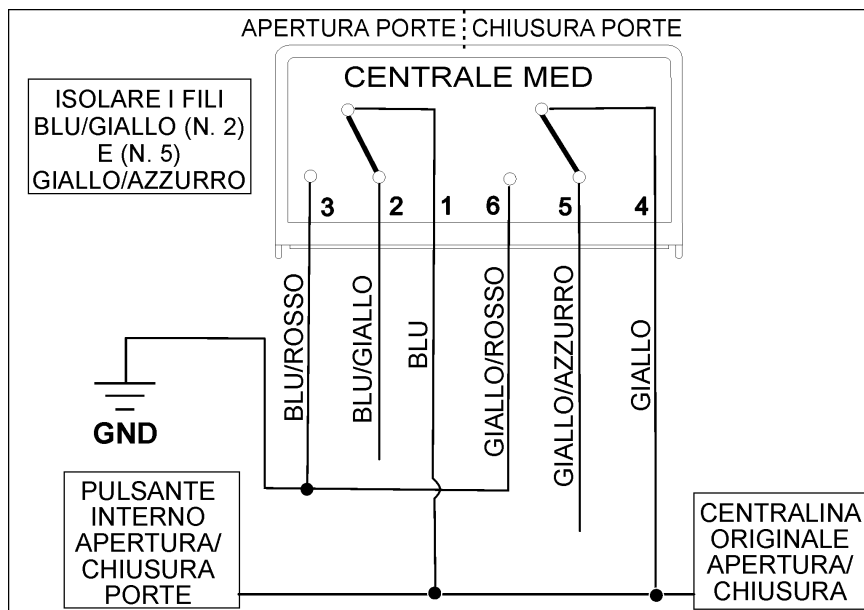 APERTURA PORTE CHIUSURA PORTE
CENTRALE MED
ISOLARE I FILI
BLU/GIALLO (N. 2)
E (N. 5)
GIALLO/AZZURRO
3 2 1 6 5 4
BLU/ROSSO
BLU/GIALLO
BLU
GIALLO/ROSSO
GIALLO/AZZURRO
GIALLO
GND
PULSANTE
INTERNO
APERTURA/
CHIUSURA
PORTE
CENTRALINA
ORIGINALE
APERTURA/
CHIUSURA